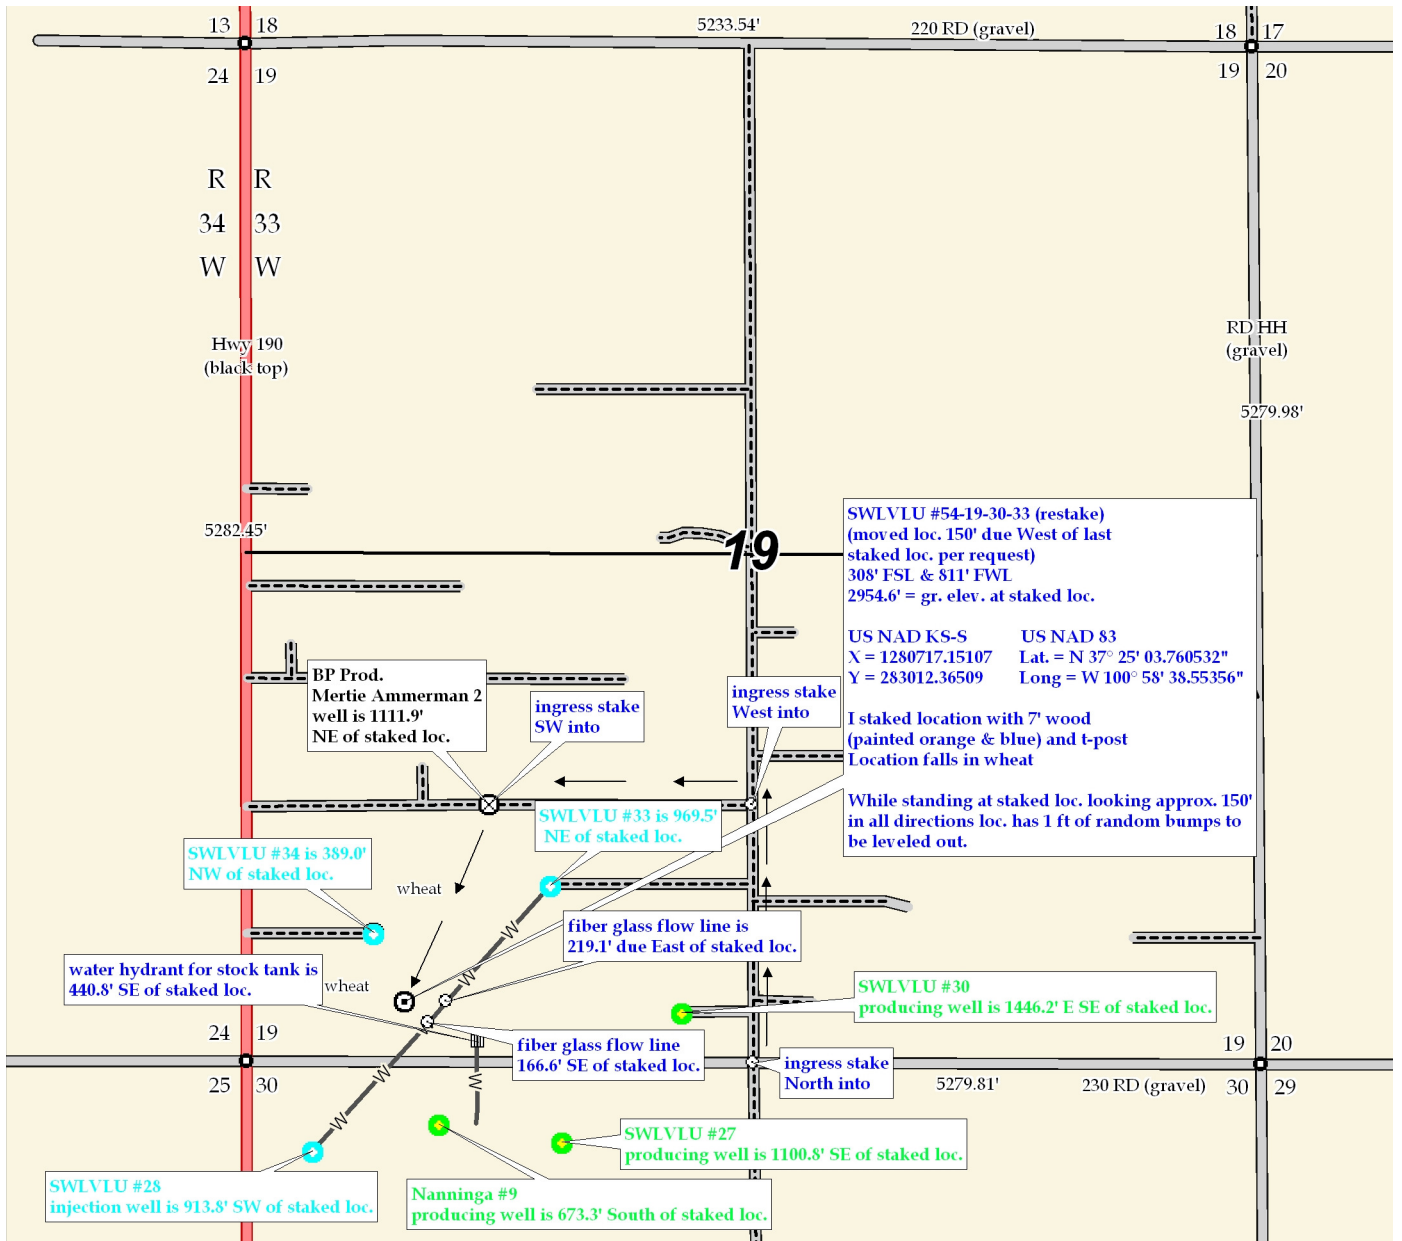 13 18
5233.54'
220 RD (gravel)
18 17
24 19
19 20
R R
34 33
W W
Hwy 190
(black top)
RD HH
(gravel)
5279.98'
5282.45'
19
SWLVLU #54-19-30-33 (restake)
(moved loc. 150' due West of last
staked loc. per request)
308' FSL & 811' FWL
2954.6' = gr. elev. at staked loc.
US NAD KS-S US NAD 83
X = 1280717.15107 Lat. = N 37° 25' 03.760532"
Y = 283012.36509 Long = W 100° 58' 38.55356"
I staked location with 7' wood
(painted orange & blue) and t-post
Location falls in wheat
While standing at staked loc. looking approx. 150'
in all directions loc. has 1 ft of random bumps to
be leveled out.
BP Prod.
Mertie Ammerman 2
well is 1111.9'
NE of staked loc.
ingress stake
SW into
ingress stake
West into
SWLVLU #33 is 969.5'
NE of staked loc.
SWLVLU #34 is 389.0'
NW of staked loc.
wheat
W
fiber glass flow line is
219.1' due East of staked loc.
water hydrant for stock tank is
440.8' SE of staked loc.
wheat
W
SWLVLU #30
producing well is 1446.2' E SE of staked loc.
24 19
fiber glass flow line
166.6' SE of staked loc.
19 20
ingress stake
North into
25 30
W
W
5279.81'
230 RD (gravel)
30 29
W
SWLVLU #27
producing well is 1100.8' SE of staked loc.
SWLVLU #28
injection well is 913.8' SW of staked loc.
Nanninga #9
producing well is 673.3' South of staked loc.